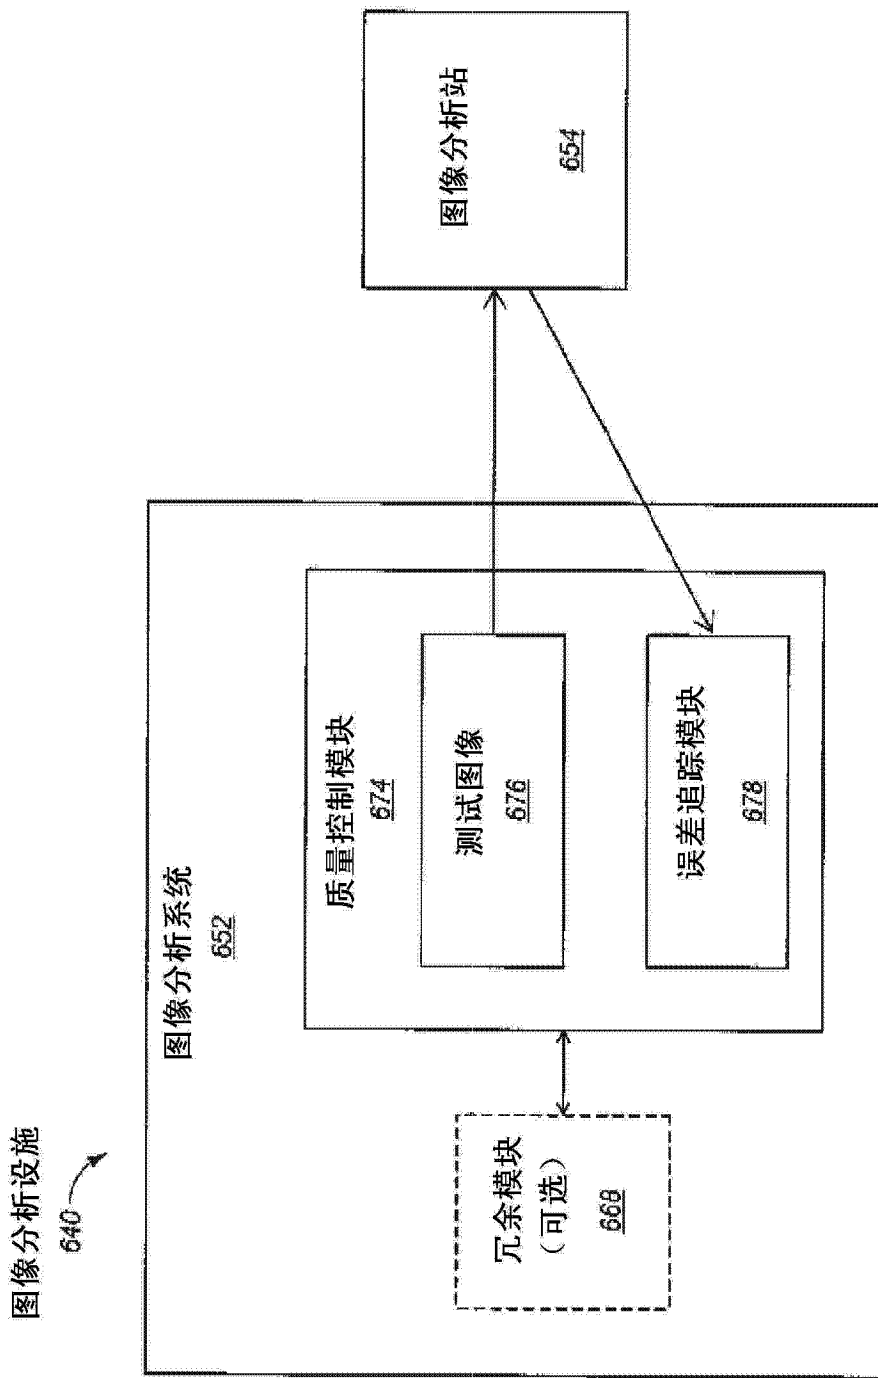 图像分析设施
640
图像分析系统
652
冗余模块
（可选）
668
质量控制模块
674
测试图像
676
误差追踪模块
678
图像分析站
654